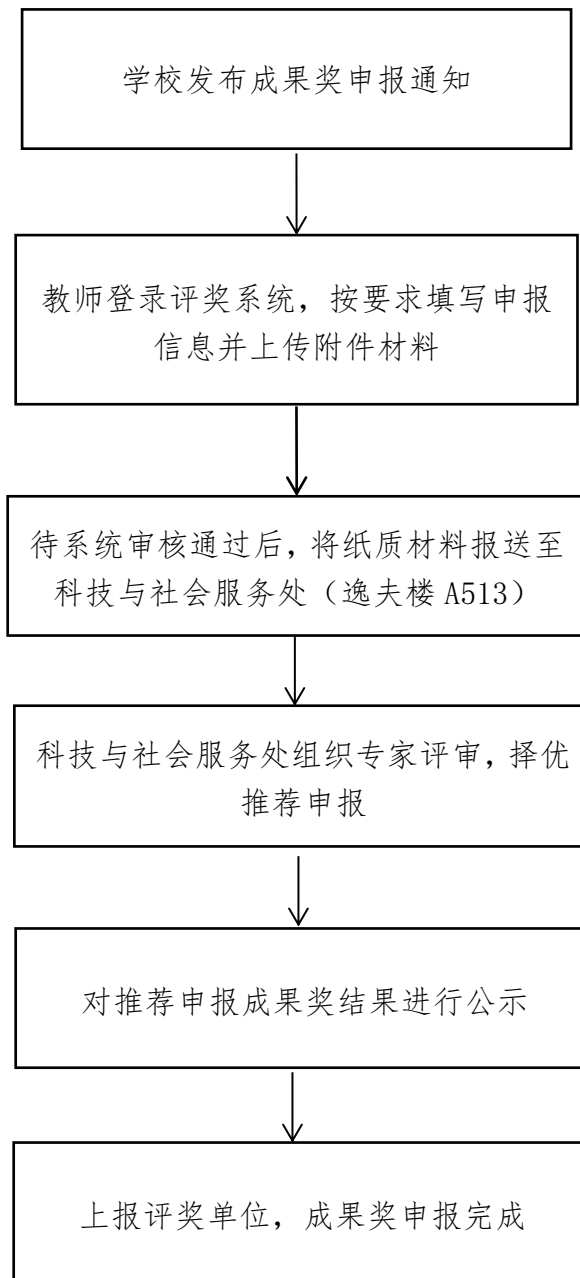 学校发布成果奖申报通知
教师登录评奖系统，按要求填写申报
信息并上传附件材料
待系统审核通过后，将纸质材料报送至
科技与社会服务处（逸夫楼 A513）
科技与社会服务处组织专家评审，择优
推荐申报
对推荐申报成果奖结果进行公示
上报评奖单位，成果奖申报完成